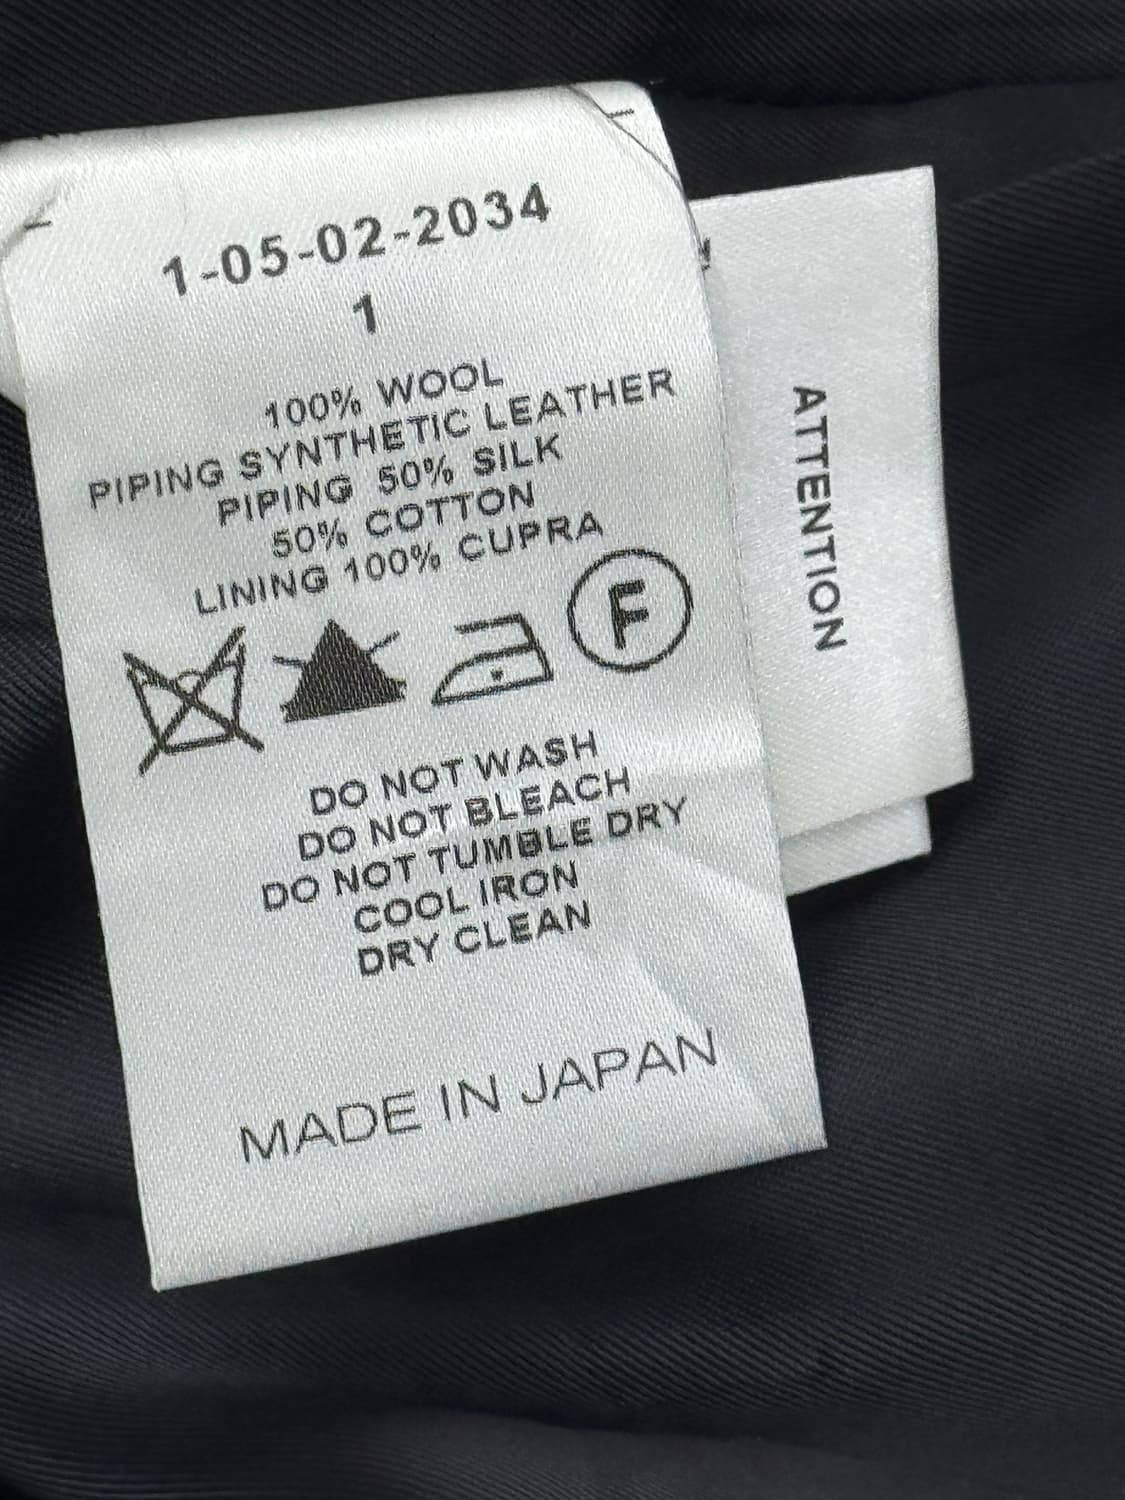 1-05-02-2034
1
100% WOOL
PIPING SYNTHETIC LEATHER
PIPING 50% SILK
50% COTTON
LINING 100% CUPRA
F
DO NOT WASH
DO NOT BLEACH
DO NOT TUMBLE DRY
COOL IRON
DRY CLEAN
MADE IN JAPAN
ATTENTION